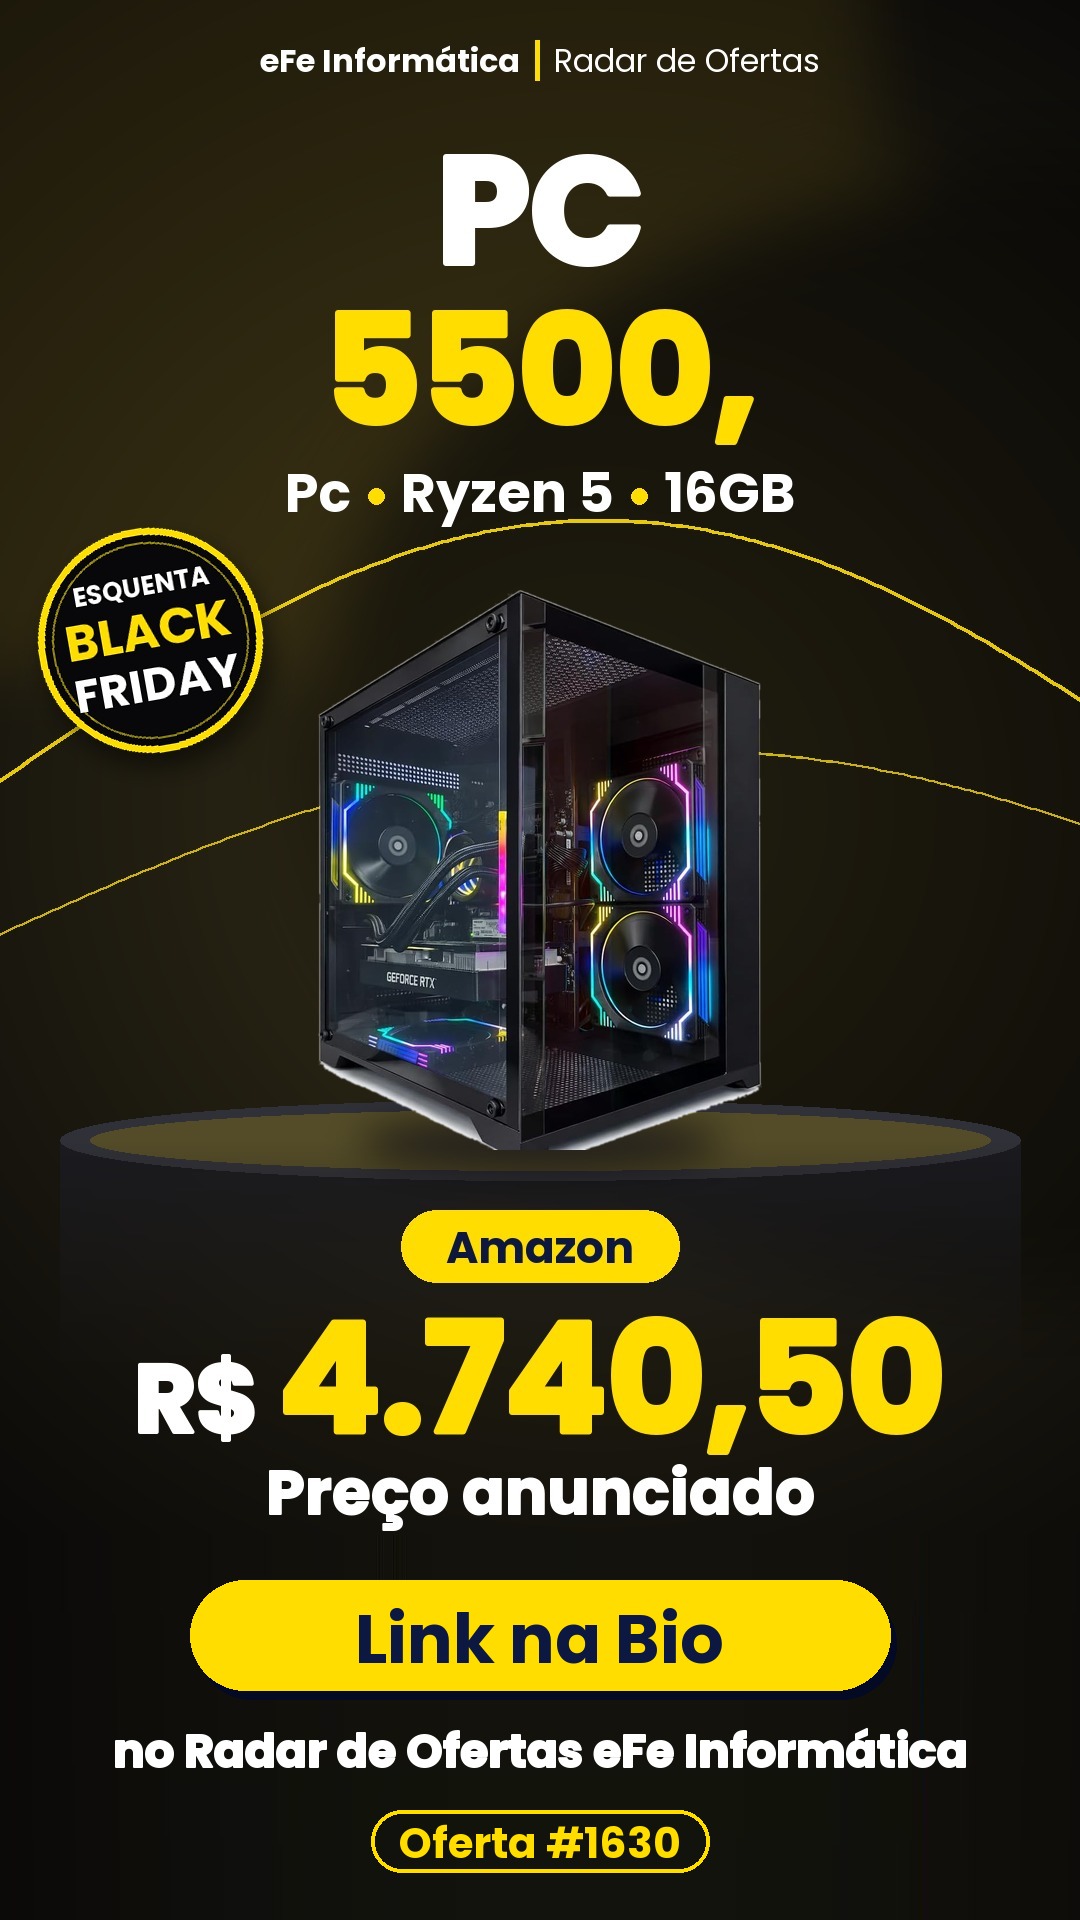 eFe Informática | Radar de Ofertas
PC
5500,
Pc • Ryzen 5 • 16GB
ESQUENTA
BLACK
FRIDAY
GEFORCE RTX
Amazon
R$ 4.740,50
Preço anunciado
Link na Bio
no Radar de Ofertas eFe Informática
Oferta #1630